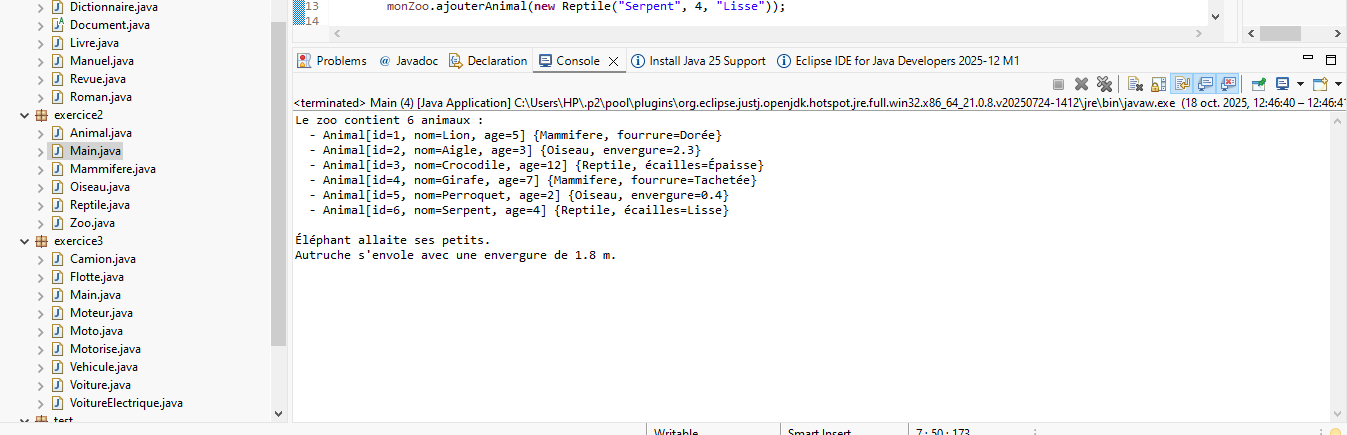 Dictionnaire.java
Document.java
Livre.java
Manuel.java
Revue.java
Roman.java
exercice2
Animal.java
Main.java
Mammifere.java
Oiseau.java
Reptile.java
Zoo.java
exercice3
Camion.java
Flotte.java
Main.java
Moteur.java
Moto.java
Motorise.java
Vehicule.java
Voiture.java
VoitureElectrique.java
test
13 monZoo.ajouterAnimal(new Reptile("Serpent", 4, "Lisse"));
14
Problems @ Javadoc Declaration Console Install Java 25 Support Eclipse IDE for Java Developers 2025-12 M1
<terminated> Main (4) [Java Application] C:\Users\HP\.p2\pool\plugins\org.eclipse.justj.openjdk.hotspot.jre.full.win32.x86_64_21.0.8.v20250724-1412\jre\bin\javaw.exe (18 oct. 2025, 12:46:40 – 12:46:41
Le zoo contient 6 animaux :
- Animal[id=1, nom=Lion, age=5] {Mammifere, fourrure=Dorée}
- Animal[id=2, nom=Aigle, age=3] {Oiseau, envergure=2.3}
- Animal[id=3, nom=Crocodile, age=12] {Reptile, écailles=Épaisse}
- Animal[id=4, nom=Girafe, age=7] {Mammifere, fourrure=Tachetée}
- Animal[id=5, nom=Perroquet, age=2] {Oiseau, envergure=0.4}
- Animal[id=6, nom=Serpent, age=4] {Reptile, écailles=Lisse}
Éléphant allaite ses petits.
Autruche s'envole avec une envergure de 1.8 m.
Writable Smart Insert 7 : 50 : 173